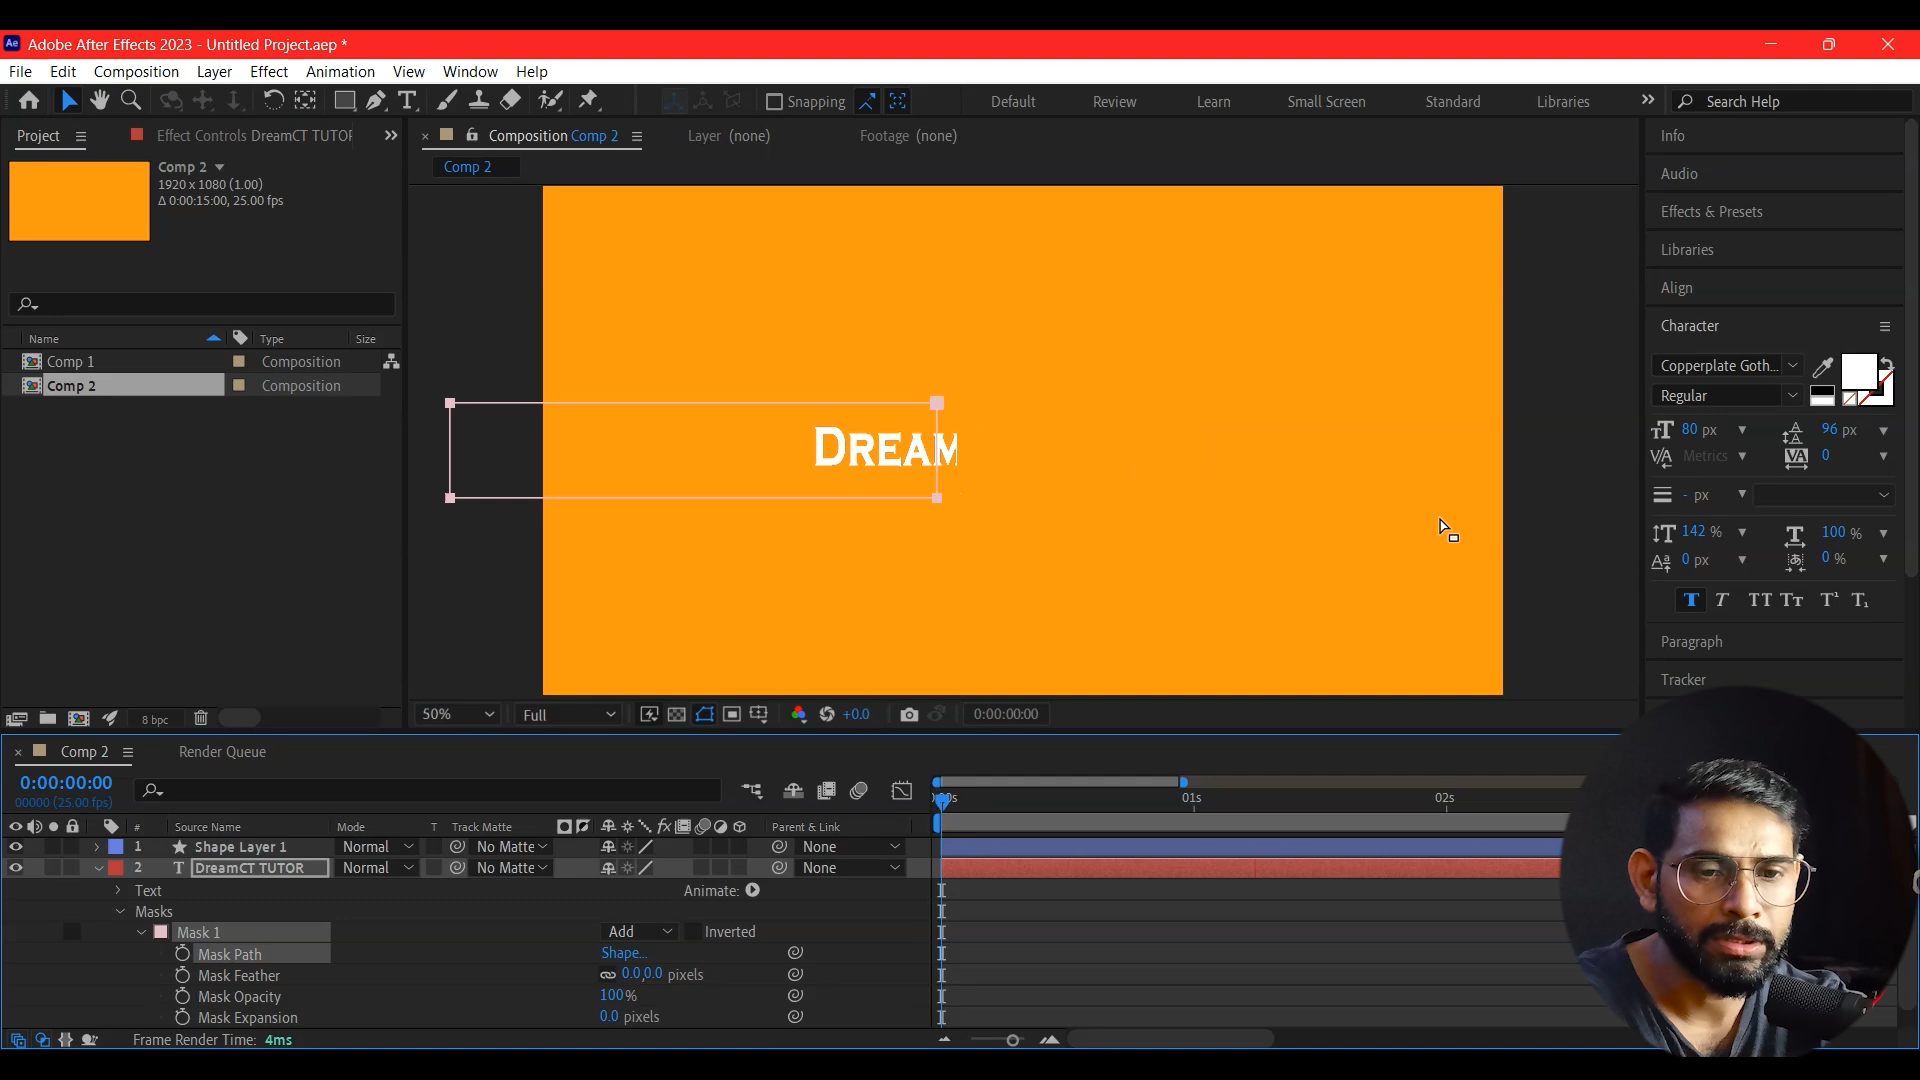 Ae Adobe After Effects 2023 - Untitled Project.aep *
File Edit Composition Layer Effect Animation View Window Help
Snapping Default Review Learn Small Screen Standard Libraries Search Help
Project Effect Controls DreamCT TUTOR
Composition Comp 2 Layer (none) Footage (none)
Comp 2
Comp 2
1920 x 1080 (1.00)
Δ 0:00:15:00, 25.00 fps
Name Type Size
Comp 1 Composition
Comp 2 Composition
8 bpc
DREAM
50% Full +0.0 0:00:00:00
Info
Audio
Effects & Presets
Libraries
Align
Character
Copperplate Goth...
Regular
80 px 96 px
Metrics 0
- px
142 % 100 %
0 px 0 %
T T TT Tт T¹ T₁
Paragraph
Tracker
Comp 2 Render Queue
0:00:00:00
00000 (25.00 fps)
01s 02s
# Source Name Mode T Track Matte Parent & Link
1 Shape Layer 1 Normal No Matte None
2 T DreamCT TUTOR Normal No Matte None
Text Animate:
Masks
Mask 1 Add Inverted
Mask Path Shape...
Mask Feather 0.0,0.0 pixels
Mask Opacity 100%
Mask Expansion 0.0 pixels
Frame Render Time: 4ms